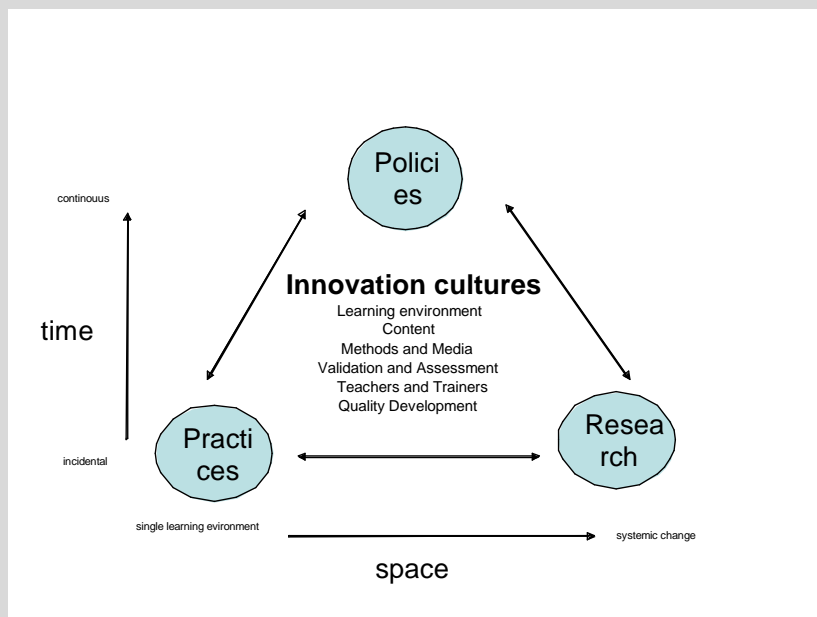 Polici
es
continouus
Innovation cultures
Learning environment
Content
time
Methods and Media
Validation and Assessment
Teachers and Trainers
Quality Development
Practi
ces
Resea
rch
incidental
single learning evironment
systemic change
space